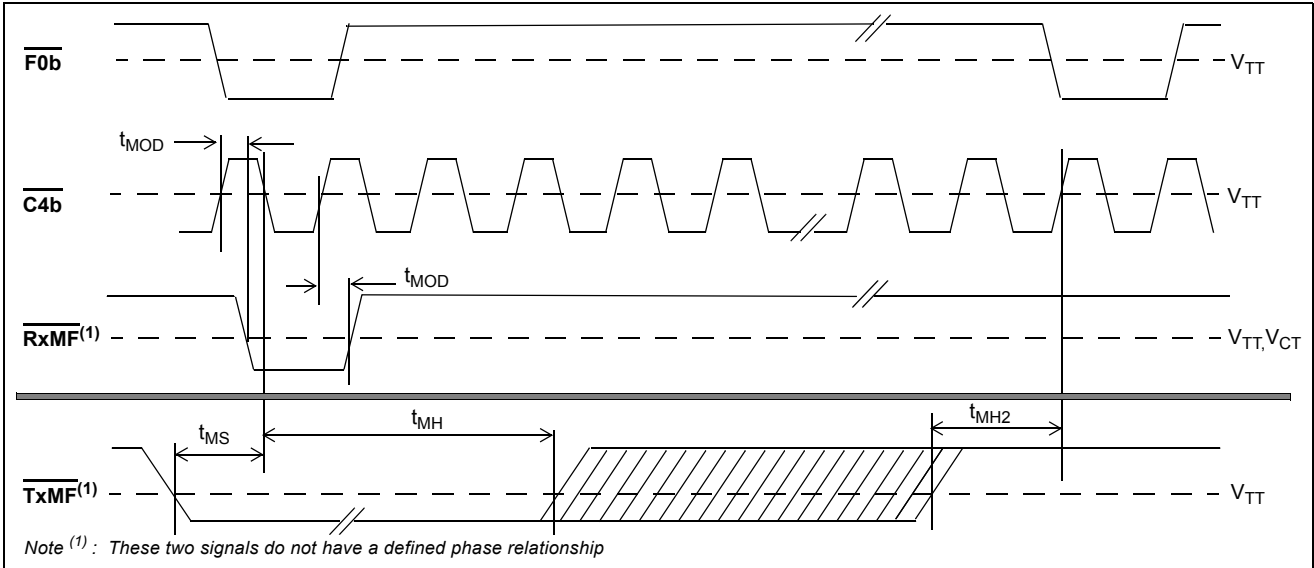 F0b
V_TT
t_MOD
C4b
V_TT
t_MOD
RxMF(1)
V_TT,V_CT
t_MS
t_MH
t_MH2
TxMF(1)
V_TT
Note (1) : These two signals do not have a defined phase relationship